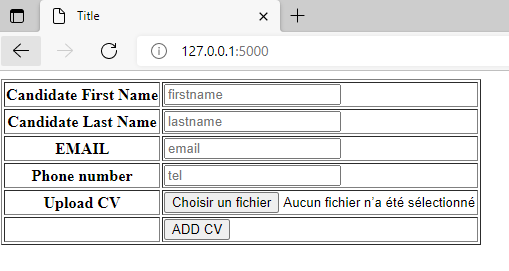 Title
127.0.0.1:5000
Candidate First Name firstname
Candidate Last Name lastname
EMAIL email
Phone number tel
Upload CV Choisir un fichier Aucun fichier n'a été sélectionné
ADD CV